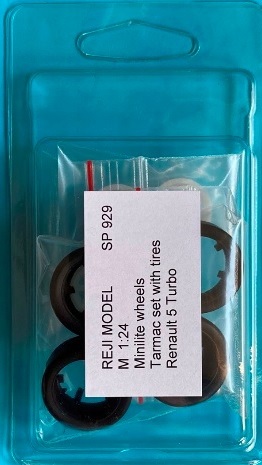 REJI MODEL SP 929
M 1:24
Minilite wheels
Tarmac set with tires
Renault 5 Turbo